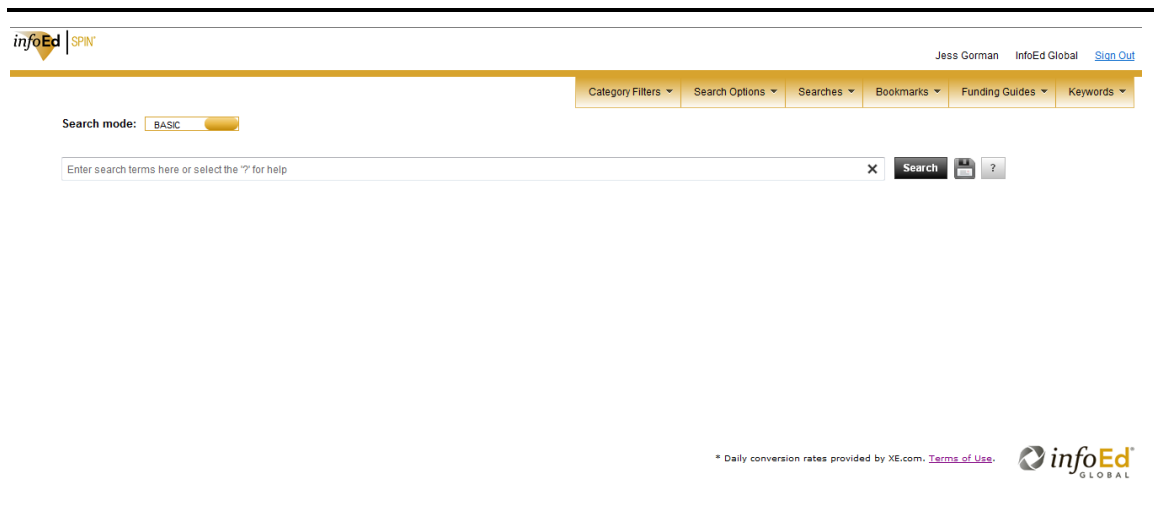 infoEd SPIN®
Jess Gorman InfoEd Global Sign Out
Category Filters Search Options Searches Bookmarks Funding Guides Keywords
Search mode: BASIC
Enter search terms here or select the '?' for help Search ?
* Daily conversion rates provided by XE.com. Terms of Use.
infoEd®
GLOBAL